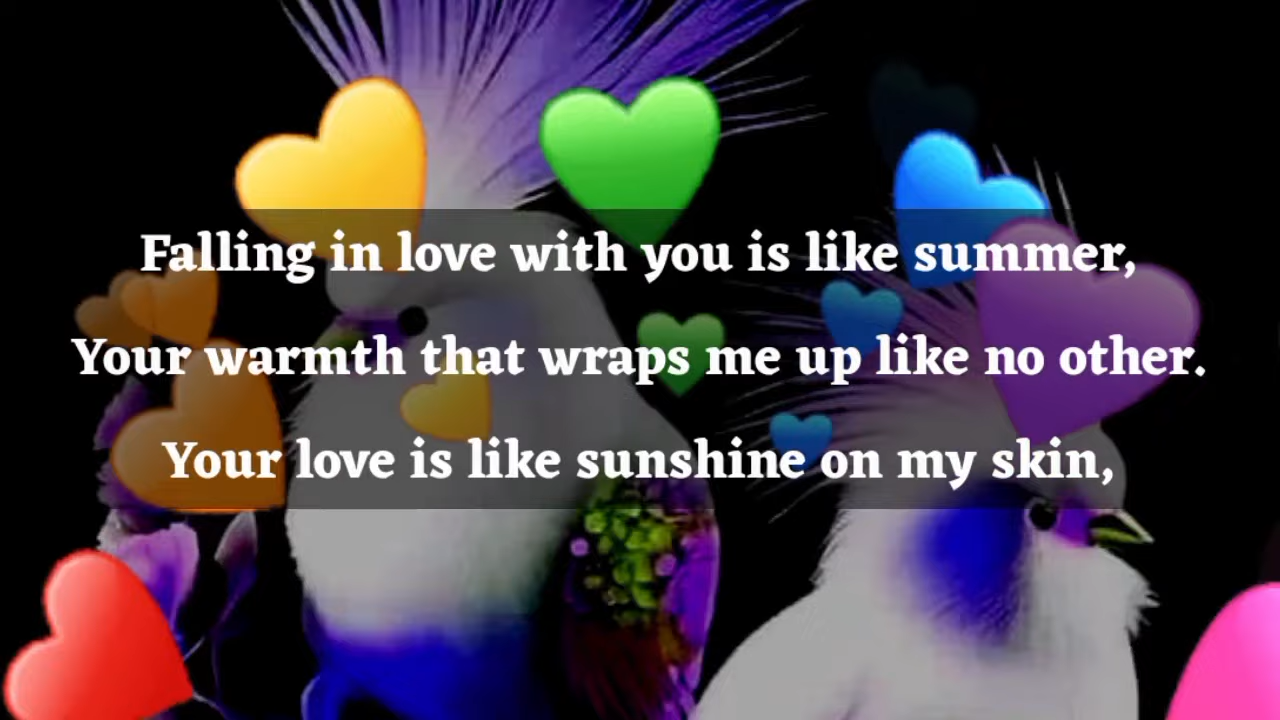 Falling in love with you is like summer,
Your warmth that wraps me up like no other.
Your love is like sunshine on my skin,